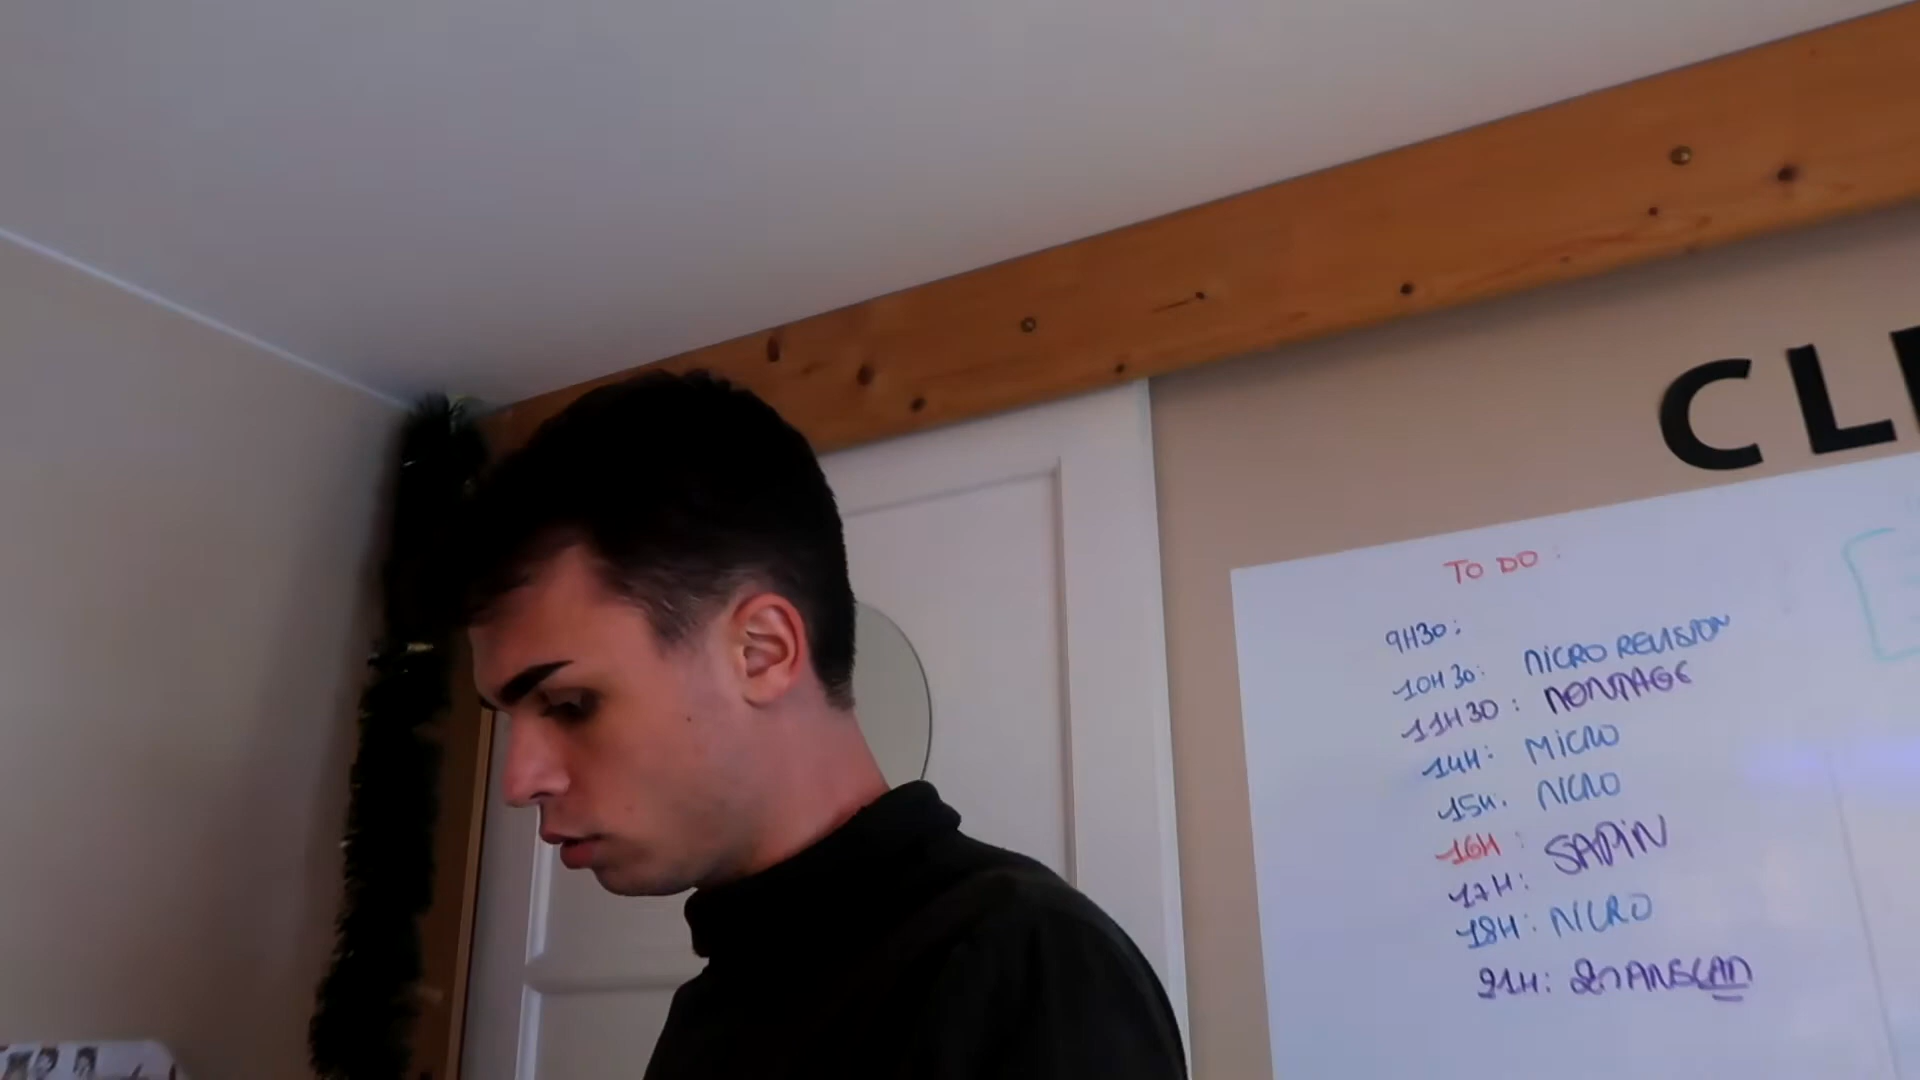 CL
TO DO :
9H30:
10H30: MICRO REVISION
11H30 : MONTAGE
14H: MICRO
15H: MICRO
16H : SAPIN
17H:
18H: MICRO
21H: